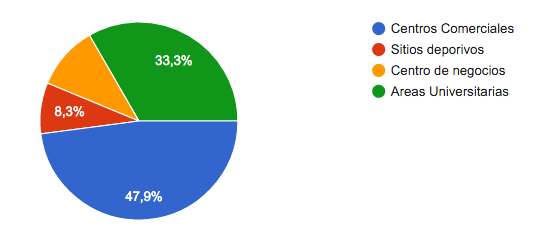 33,3%
8,3%
47,9%
Centros Comerciales
Sitios deporivos
Centro de negocios
Areas Universitarias